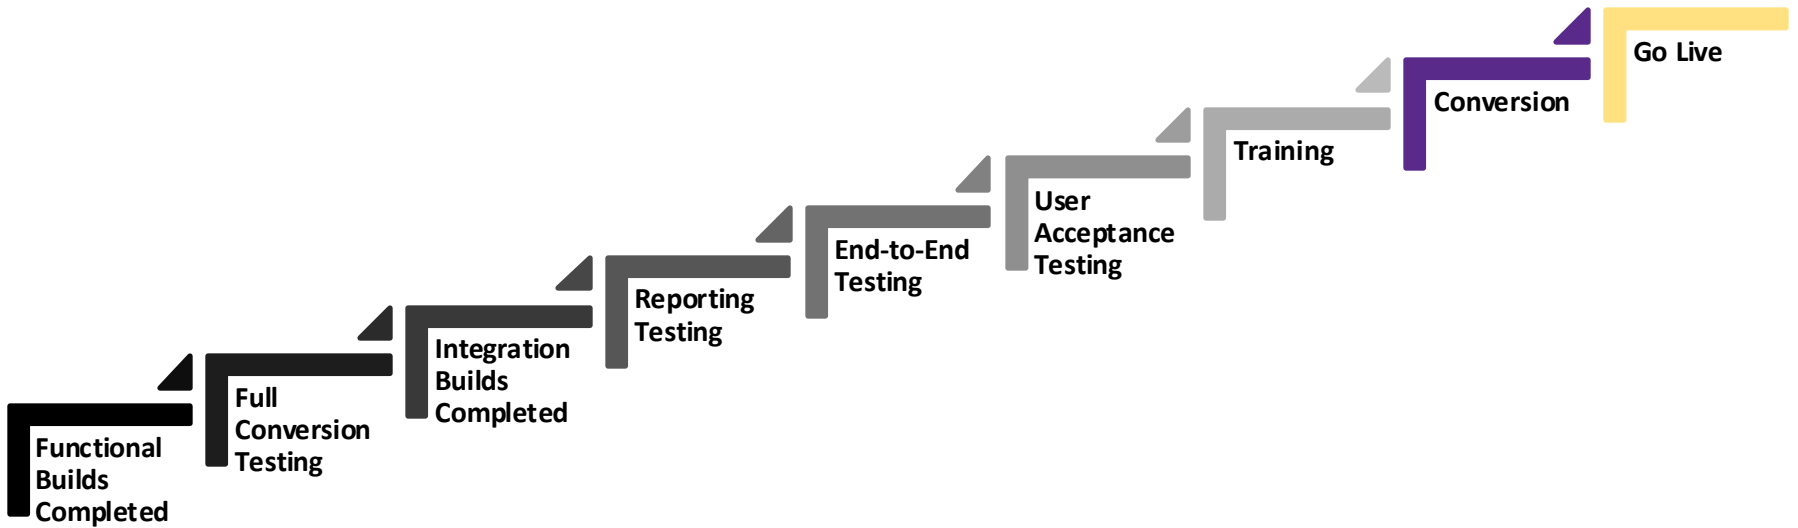 Functional
Builds
Completed
Full
Conversion
Testing
Integration
Builds
Completed
Reporting
Testing
End-to-End
Testing
User
Acceptance
Testing
Training
Conversion
Go Live